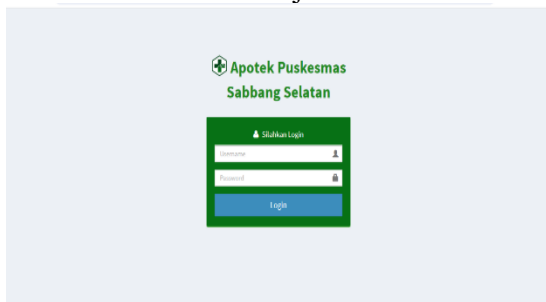 Apotek Puskesmas
Sabbang Selatan
Silahkan Login
Username
Password
Login